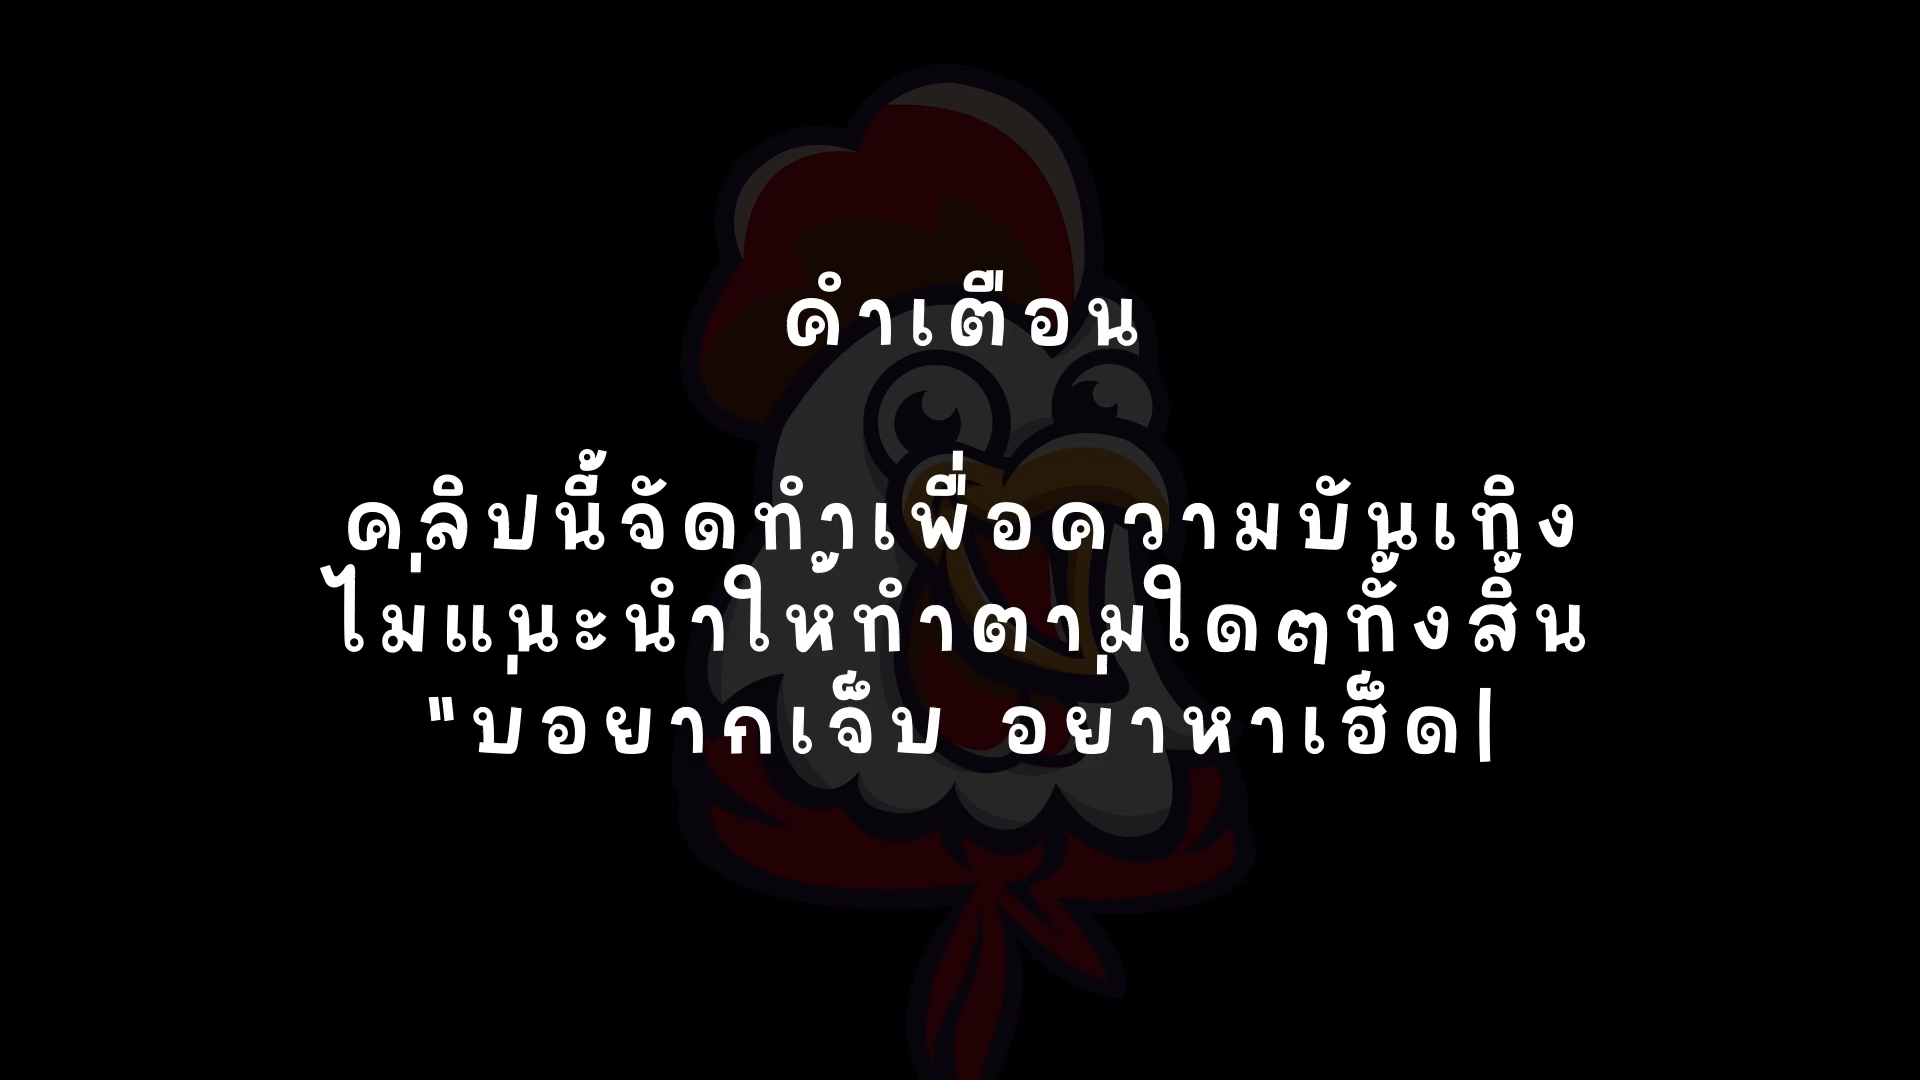 คำเตือน
คลิปนี้จัดทำเพื่อความบันเทิง
ไม่แนะนำให้ทำตามใดๆทั้งสิ้น
"บ่อยากเจ็บ อย่าหาเฮ็ด|